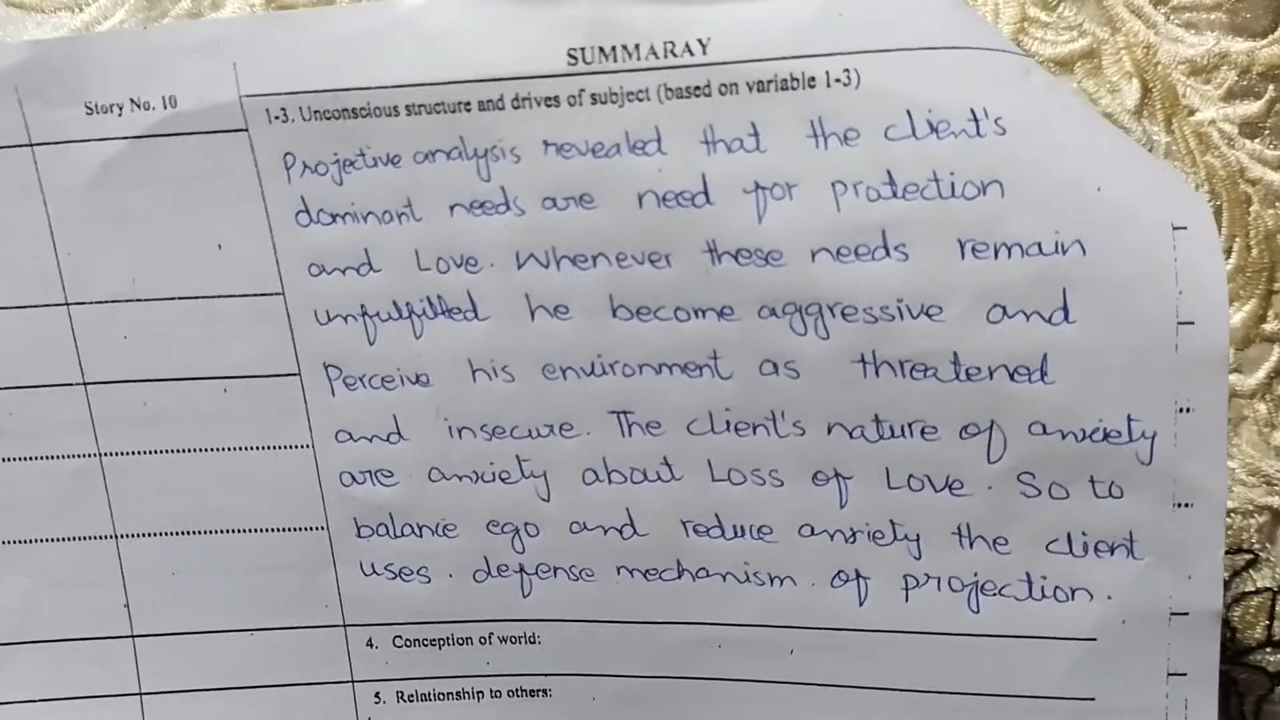 SUMMARAY
Story No. 10
1-3. Unconscious structure and drives of subject (based on variable 1-3)
Projective analysis revealed that the client's
dominant needs are need for protection
and Love. Whenever these needs remain
unfulfilled he become aggressive and
Perceive his environment as threatened
and insecure. The client's nature of anxiety
are anxiety about Loss of Love. So to
balance ego and reduce anxiety the client
uses. defense mechanism. of projection.
4. Conception of world:
5. Relationship to others: